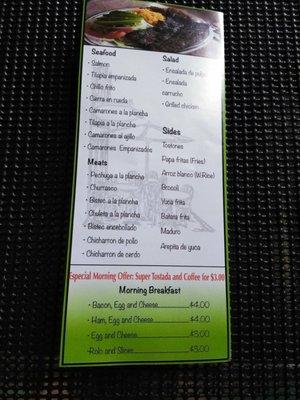 Seafood
- Salmon
- Tilapia empanizada
- Chillo frito
- Cierra en rueda
- Camarones a la plancha
- Tilapia a la plancha
- Camarones al ajillo
- Camarones Empanizados
Meats
- Pechuga a la plancha
- Churrasco
- Bistec a la plancha
- Chuleta a la plancha
- Bistec encebollado
- Chicharron de pollo
- Chicharron de cerdo
Salad
- Ensalada de pulpo
- Ensalada
carrucho
- Grilled chicken
Sides
Tostones
Papa fritas (Fries)
Arroz blanco (W.Rice)
Brocoli
Yuca frita
Batata frita
Maduro
Arepita de yuca
Especial Morning Offer: Super Tostada and Coffee for $3.00
Morning Breakfast
- Bacon, Egg and Cheese $4.00
- Ham, Egg and Cheese $4.00
- Egg and Cheese $3.00
-Rolo and Slices $3.00